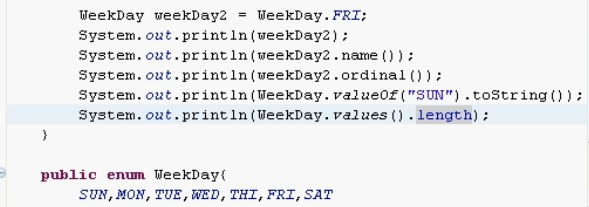 WeekDay weekDay2 = WeekDay.FRI;
System.out.println(weekDay2);
System.out.println(weekDay2.name());
System.out.println(weekDay2.ordinal());
System.out.println(WeekDay.valueOf("SUN").toString());
System.out.println(WeekDay.values().length);
}
public enum WeekDay{
SUN,MON,TUE,WED,THI,FRI,SAT